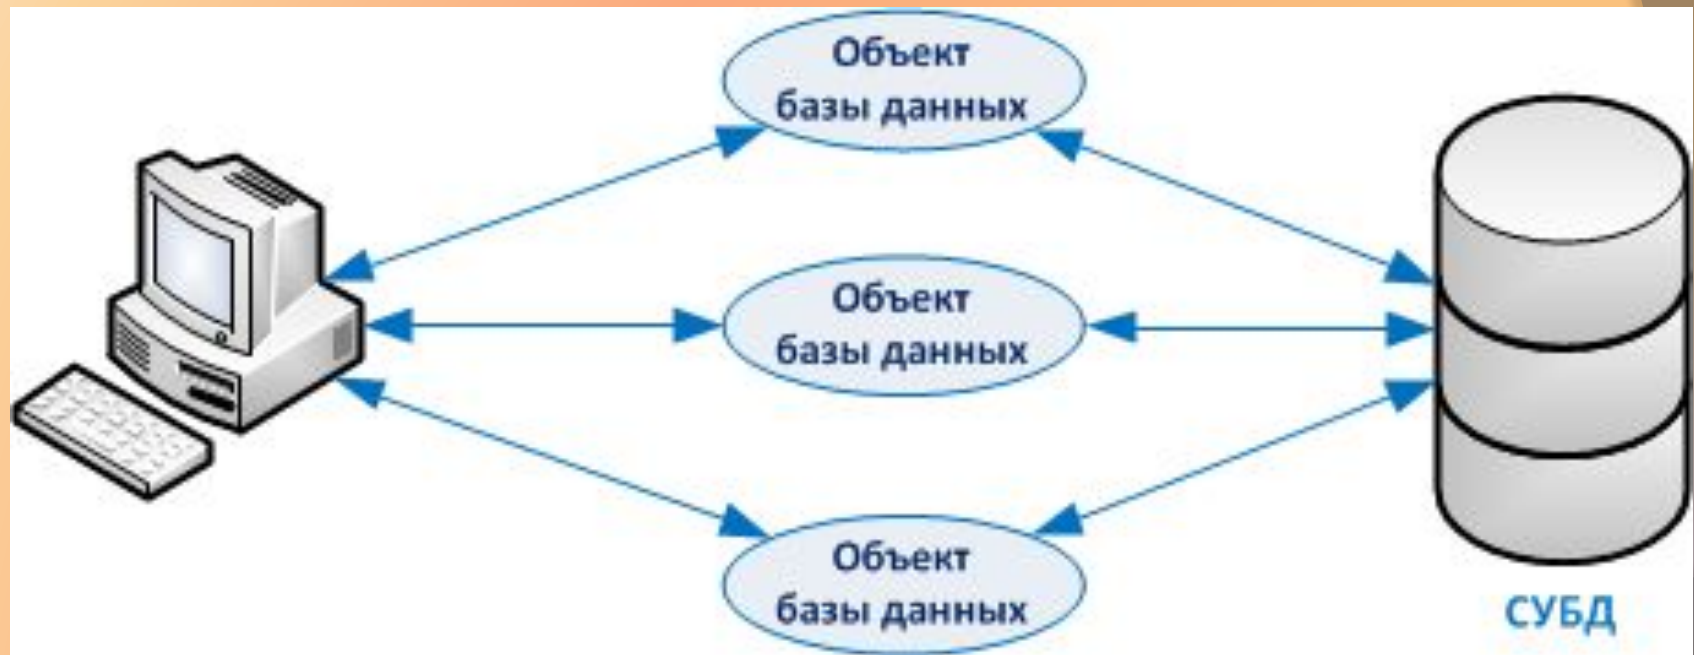 Объект
базы данных
Объект
базы данных
Объект
базы данных
СУБД